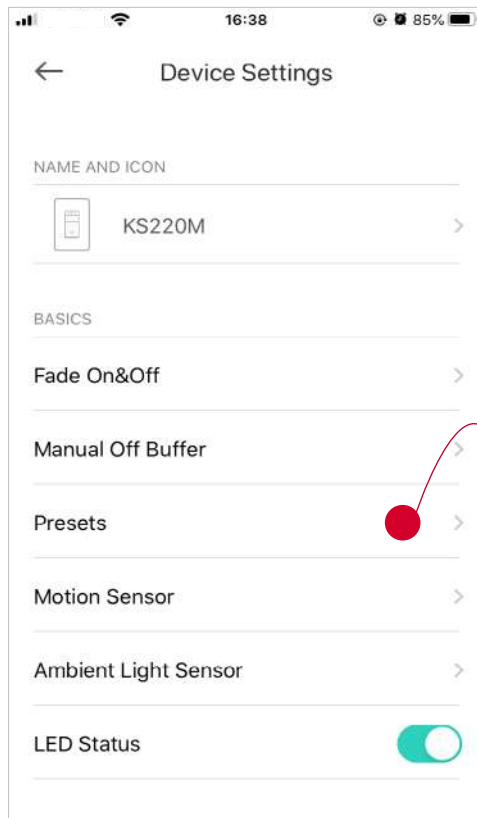 16:38
85%
Device Settings
NAME AND ICON
KS220M
BASICS
Fade On&Off
Manual Off Buffer
Presets
Motion Sensor
Ambient Light Sensor
LED Status